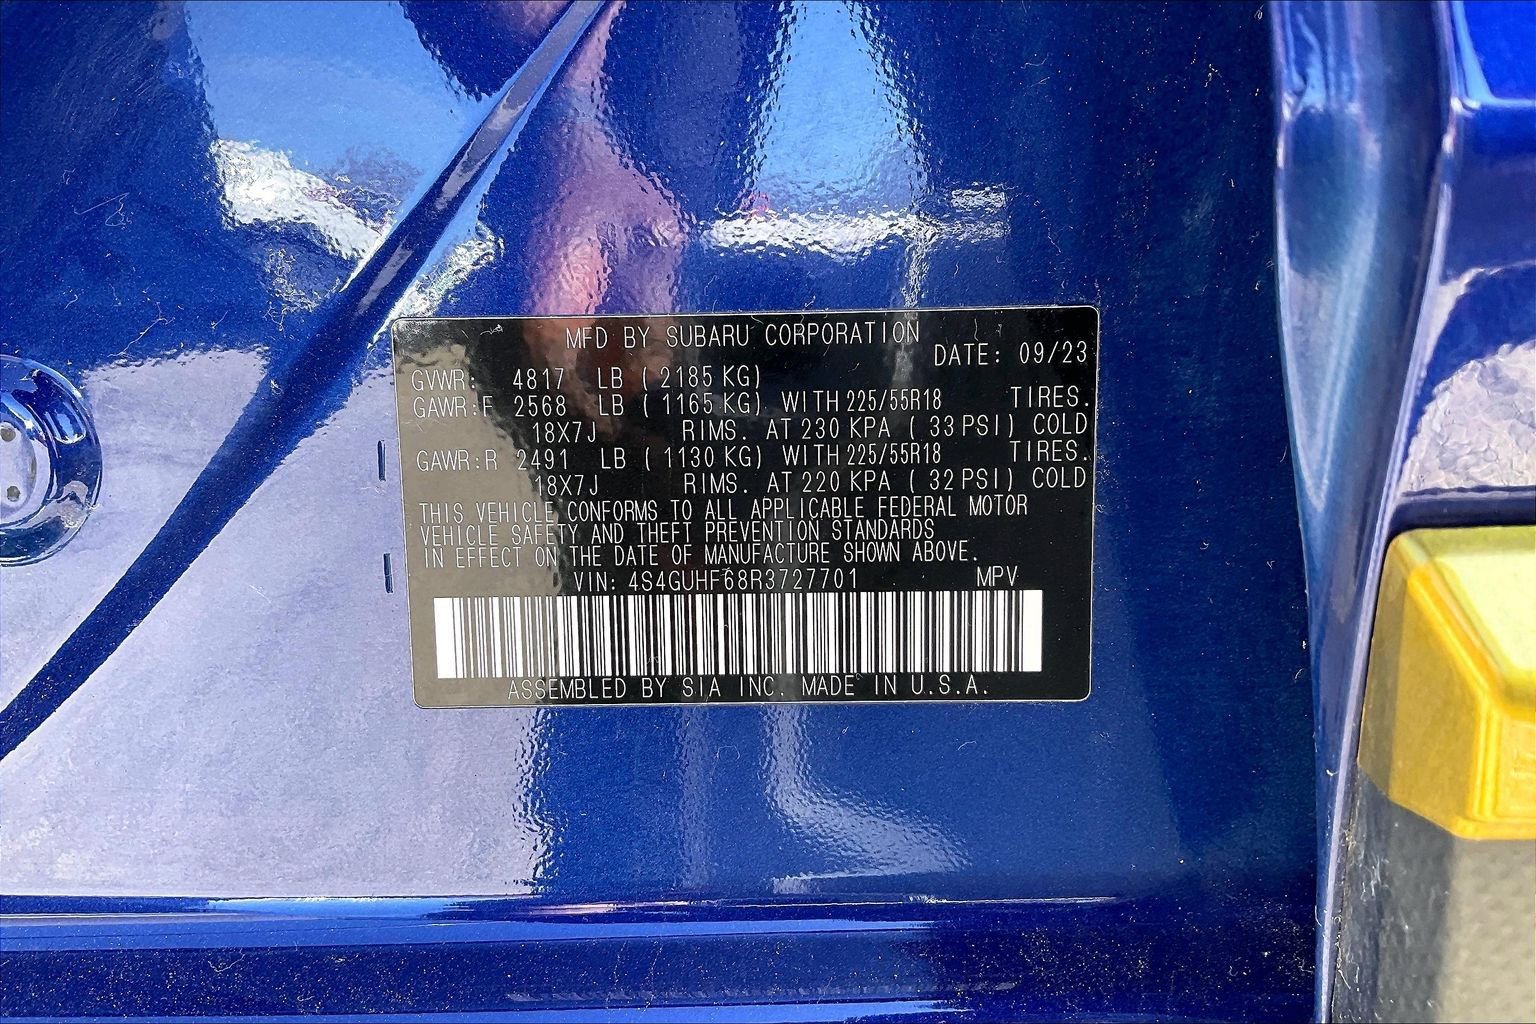 MFD BY SUBARU CORPORATION
DATE: 09/23
GVWR: 4817 LB ( 2185 KG)
GAWR:F 2568 LB ( 1165 KG) WITH 225/55R18 TIRES.
18X7J RIMS. AT 230 KPA ( 33 PSI) COLD
GAWR:R 2491 LB ( 1130 KG) WITH 225/55R18 TIRES.
18X7J RIMS. AT 220 KPA ( 32 PSI) COLD
THIS VEHICLE CONFORMS TO ALL APPLICABLE FEDERAL MOTOR
VEHICLE SAFETY AND THEFT PREVENTION STANDARDS
IN EFFECT ON THE DATE OF MANUFACTURE SHOWN ABOVE.
VIN: 4S4GUHF68R3727701 MPV
ASSEMBLED BY SIA INC. MADE IN U.S.A.